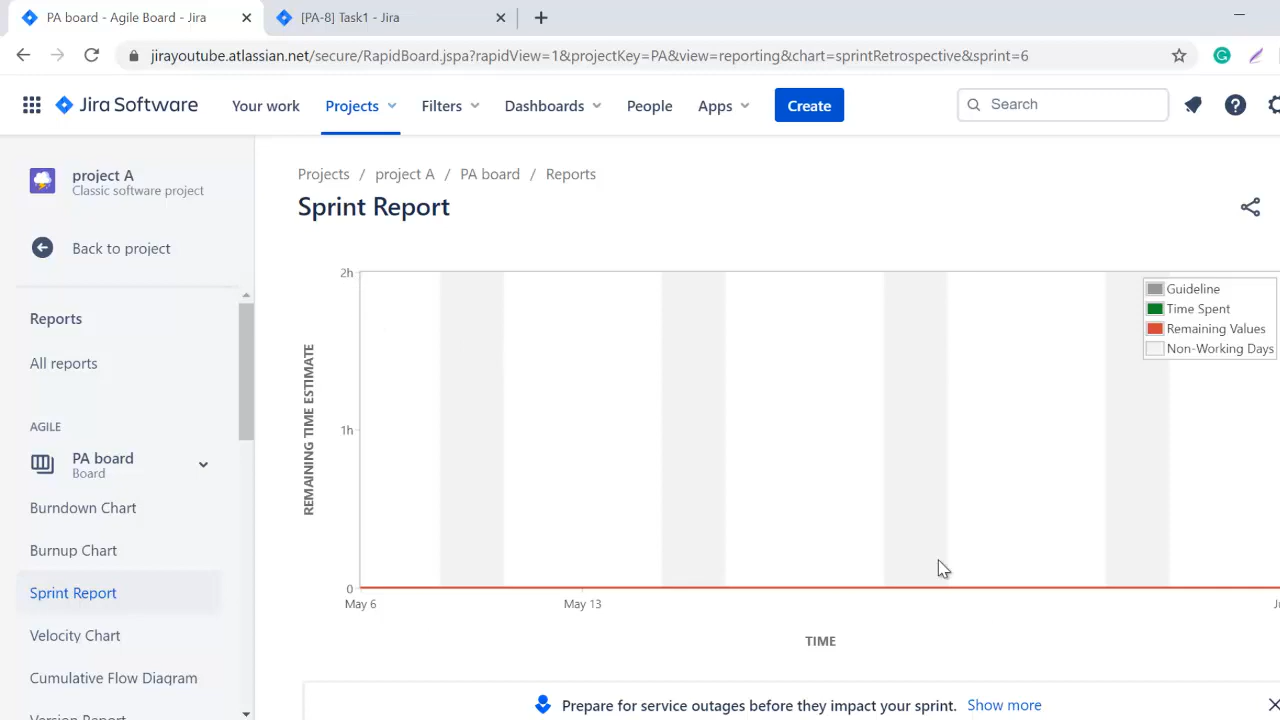 PA board - Agile Board - Jira
[PA-8] Task1 - Jira
jirayoutube.atlassian.net/secure/RapidBoard.jspa?rapidView=1&projectKey=PA&view=reporting&chart=sprintRetrospective&sprint=6
Jira Software
Your work
Projects
Filters
Dashboards
People
Apps
Create
Search
project A
Classic software project
Back to project
Reports
All reports
AGILE
PA board
Board
Burndown Chart
Burnup Chart
Sprint Report
Velocity Chart
Cumulative Flow Diagram
Version Report
Projects / project A / PA board / Reports
Sprint Report
REMAINING TIME ESTIMATE
2h
1h
0
Guideline
Time Spent
Remaining Values
Non-Working Days
May 6
May 13
TIME
Prepare for service outages before they impact your sprint. Show more